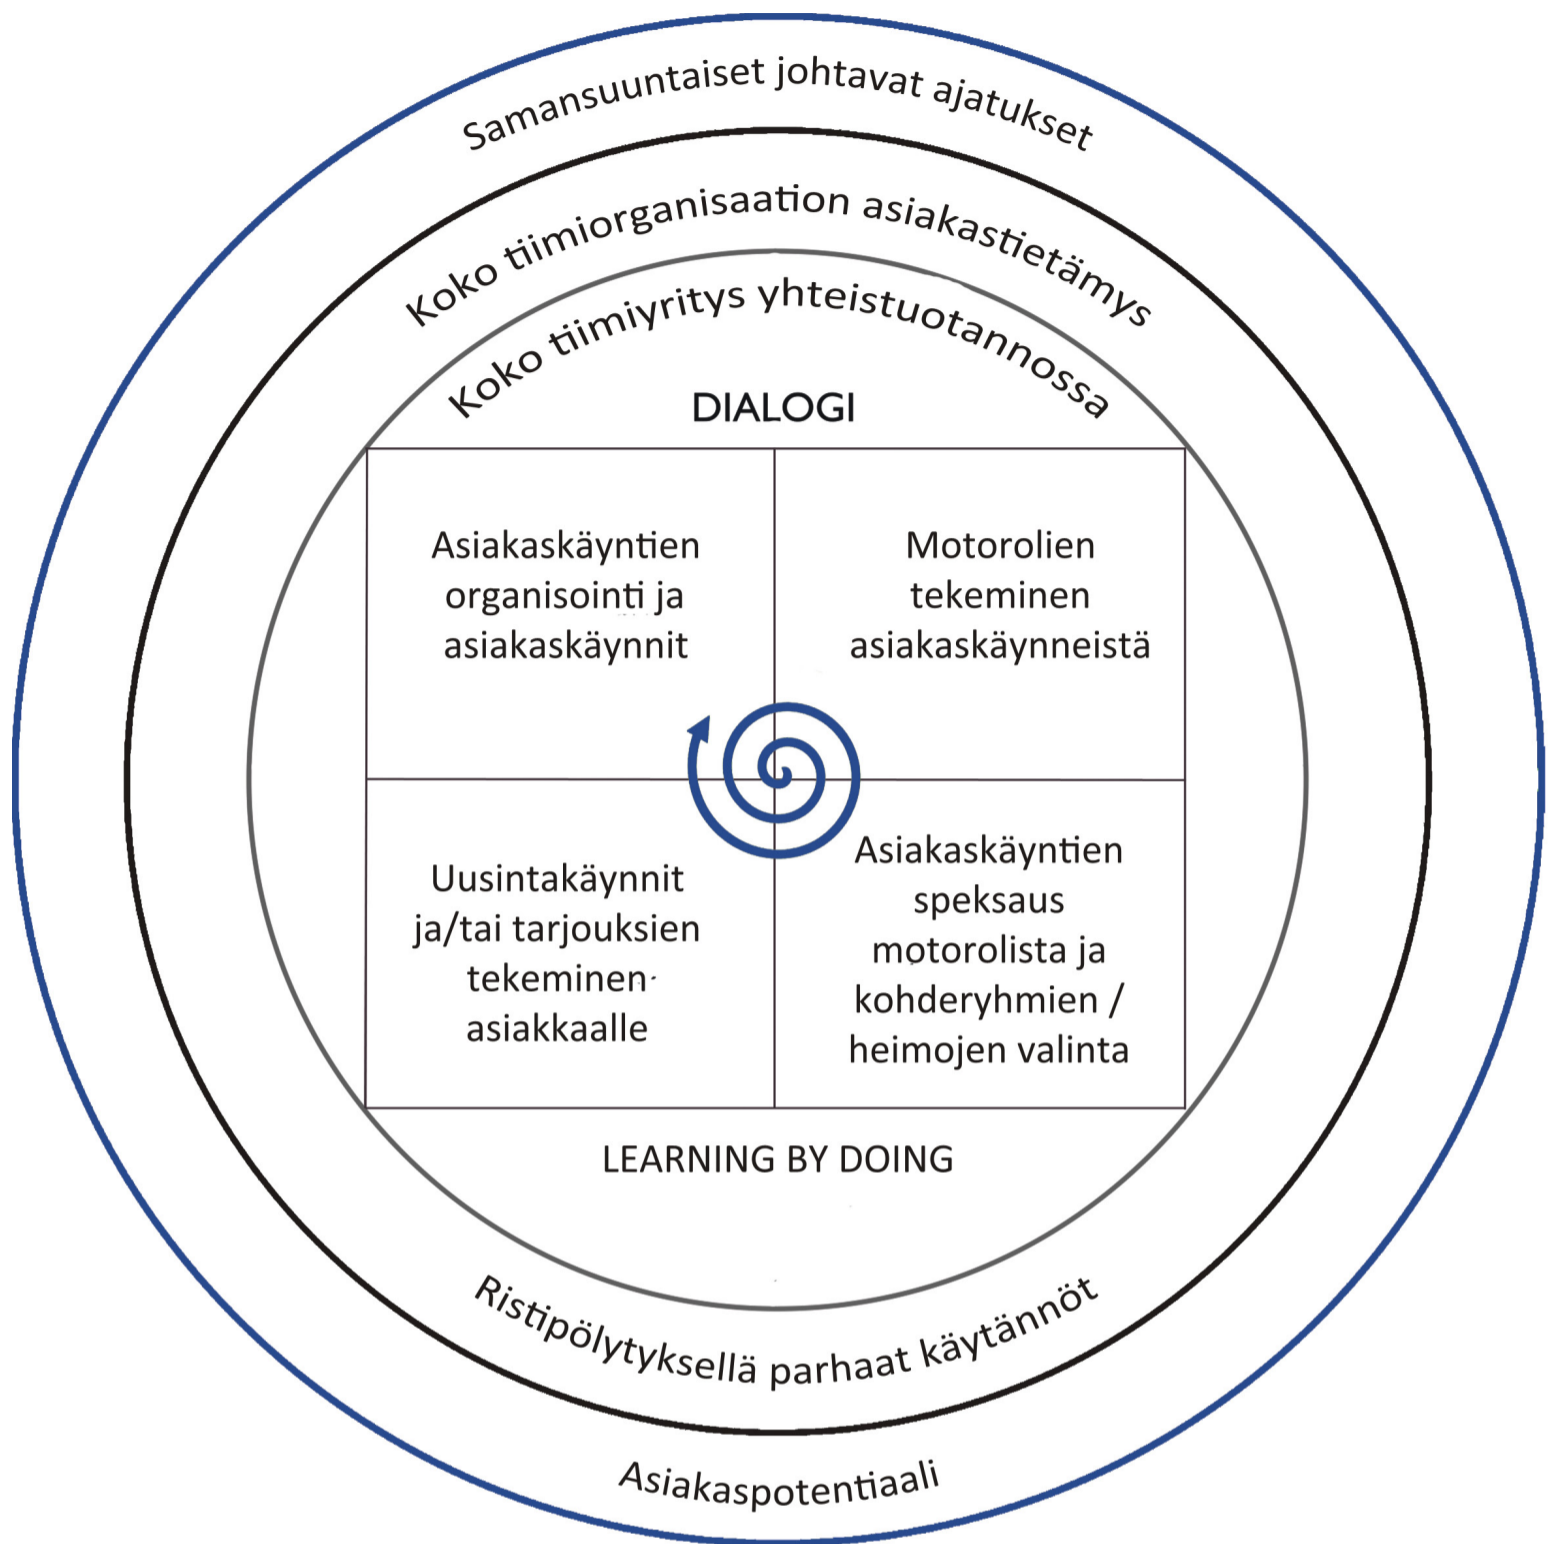 Samansuuntaiset johtavat ajatukset
Koko tiimiorganisaation asiakastietämys
Koko tiimiyritys yhteistuotannossa
DIALOGI
Asiakaskäyntien
organisointi ja
asiakaskäynnit
Motorolien
tekeminen
asiakaskäynneistä
Uusintakäynnit
ja/tai tarjouksien
tekeminen
asiakkaalle
Asiakaskäyntien
speksaus
motorolista ja
kohderyhmien /
heimojen valinta
LEARNING BY DOING
Ristipölytyksellä parhaat käytännöt
Asiakaspotentiaali